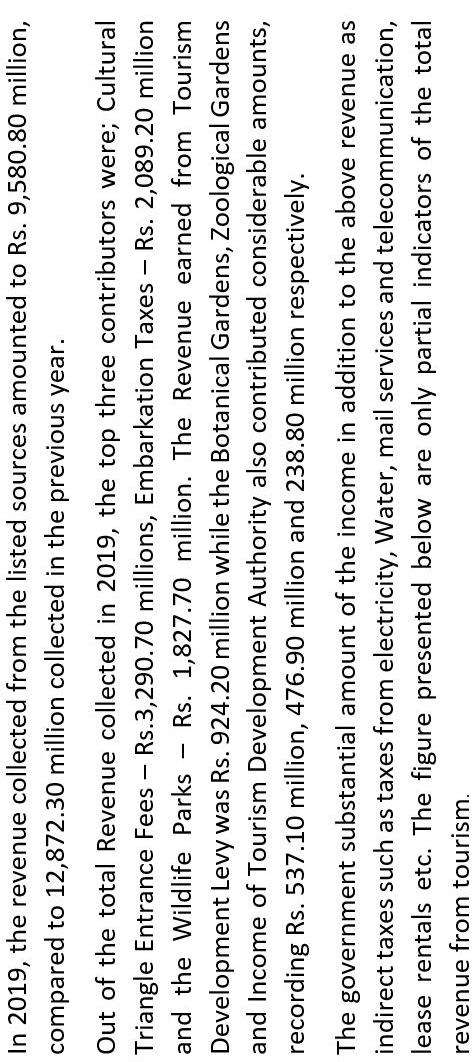 In 2019, the revenue collected from the listed sources amounted to Rs. 9,580.80 million,
compared to 12,872.30 million collected in the previous year.
Out of the total Revenue collected in 2019, the top three contributors were; Cultural
Triangle Entrance Fees – Rs.3,290.70 millions, Embarkation Taxes – Rs. 2,089.20 million
and the Wildlife Parks – Rs. 1,827.70 million. The Revenue earned from Tourism
Development Levy was Rs. 924.20 million while the Botanical Gardens, Zoological Gardens
and Income of Tourism Development Authority also contributed considerable amounts,
recording Rs. 537.10 million, 476.90 million and 238.80 million respectively.
The government substantial amount of the income in addition to the above revenue as
indirect taxes such as taxes from electricity, Water, mail services and telecommunication,
lease rentals etc. The figure presented below are only partial indicators of the total
revenue from tourism.